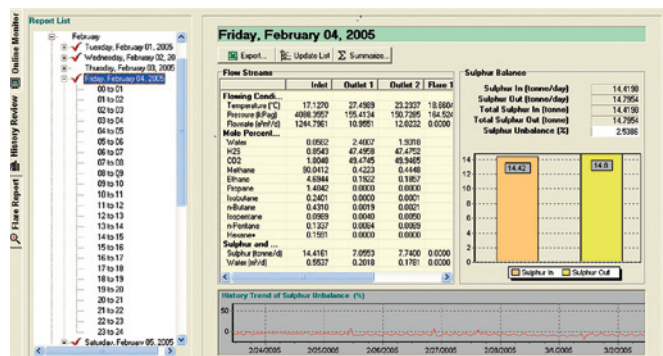 Report List
Online Monitor
History Review
Flare Report
February
Tuesday, February 01, 2005
Wednesday, February 02, 20
Thursday, February 03, 2005
Friday, February 04, 2005
00 to 01
01 to 02
02 to 03
03 to 04
04 to 05
05 to 06
06 to 07
07 to 08
08 to 09
09 to 10
10 to 11
11 to 12
12 to 13
13 to 14
14 to 15
15 to 16
16 to 17
17 to 18
18 to 19
19 to 20
20 to 21
21 to 22
22 to 23
23 to 24
Saturday, February 05, 2005
Friday, February 04, 2005
Export... Update List Σ Summarize...
Flow Streams
Inlet Outlet 1 Outlet 2 Flare 1
Flowing Condi...
Temperature (°C) 17.1270 27.4989 23.2337 18.6604
Pressure (kPag) 4088.3557 155.4134 150.7285 164.524
Flowrate 1244.7961 10.9551 12.0232 0.0000
Mole Percent...
Water 0.0562 2.4007 1.9318
H2S 0.8543 47.4958 47.4752
CO2 1.8048 49.4745 49.9465
Methane 90.0412 0.4223 0.4448
Ethane 4.6944 0.1922 0.1957
Propane 1.4842 0.0000 0.0000
Isobutane 0.2401 0.0000 0.0001
n-Butane 0.4310 0.0019 0.0021
Isopentane 0.0989 0.0040 0.0050
n-Pentane 0.1337 0.0084 0.0089
Hexane+ 0.1581 0.0000 0.0000
Sulphur and ...
Sulphur (tonne/d) 14.4161 7.0553 7.7400 0.0000
Water (m³/d) 0.5537 0.2018 0.1781 0.0000
Sulphur Balance
Sulphur In (tonne/day) 14.4198
Sulphur Out (tonne/day) 14.7954
Total Sulphur In (tonne) 14.4198
Total Sulphur Out (tonne) 14.7954
Sulphur Unbalance (%) 2.5386
14
12
10
8
6
4
2
0
14.42
14.8
Sulphur In Sulphur Out
History Trend of Sulphur Unbalance (%)
50
0
2/24/2005 2/25/2005 2/26/2005 2/27/2005 2/28/2005 3/1/2005 3/2/2005